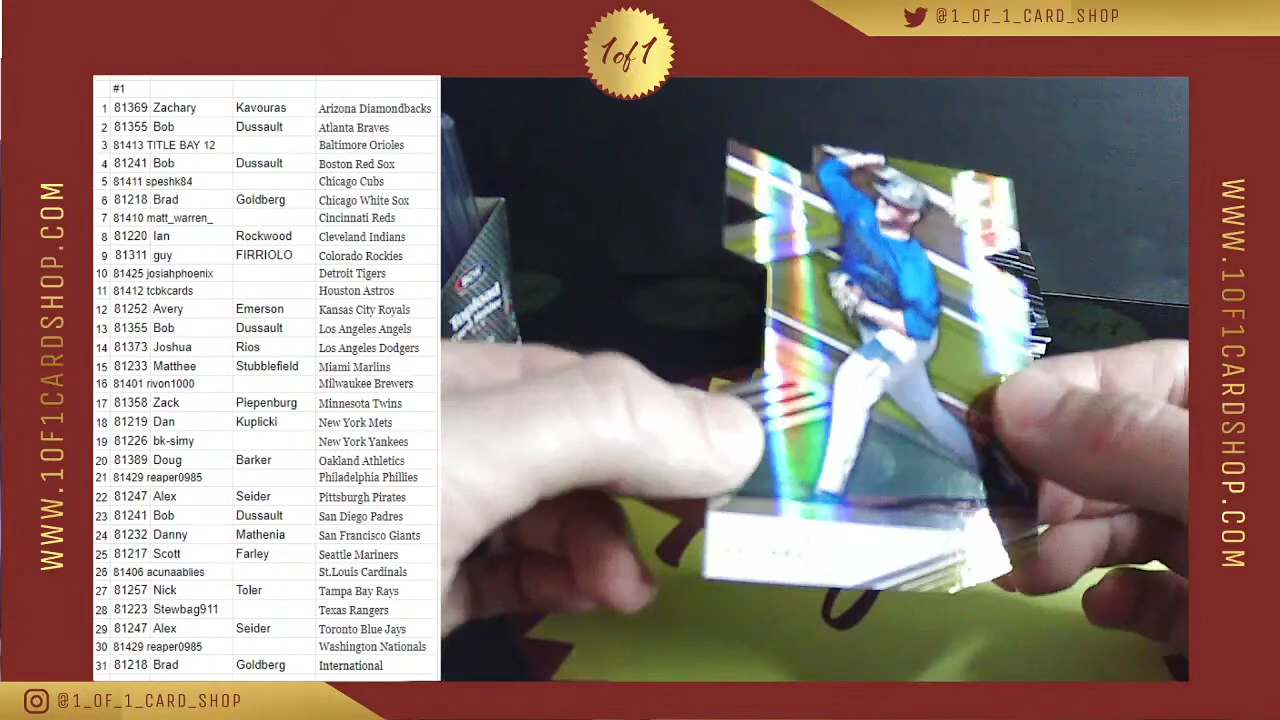 @1_OF_1_CARD_SHOP
1of1
#1
1 81369 Zachary Kavouras Arizona Diamondbacks
2 81355 Bob Dussault Atlanta Braves
3 81413 TITLE BAY 12 Baltimore Orioles
4 81241 Bob Dussault Boston Red Sox
5 81411 speshk84 Chicago Cubs
6 81218 Brad Goldberg Chicago White Sox
7 81410 matt_warren_ Cincinnati Reds
8 81220 Ian Rockwood Cleveland Indians
9 81311 guy FIRRIOLO Colorado Rockies
10 81425 josiahphoenix Detroit Tigers
11 81412 tcbkcards Houston Astros
12 81252 Avery Emerson Kansas City Royals
13 81355 Bob Dussault Los Angeles Angels
14 81373 Joshua Rios Los Angeles Dodgers
15 81233 Matthee Stubblefield Miami Marlins
16 81401 rivon1000 Milwaukee Brewers
17 81358 Zack Piepenburg Minnesota Twins
18 81219 Dan Kuplicki New York Mets
19 81226 bk-simy New York Yankees
20 81389 Doug Barker Oakland Athletics
21 81429 reaper0985 Philadelphia Phillies
22 81247 Alex Seider Pittsburgh Pirates
23 81241 Bob Dussault San Diego Padres
24 81232 Danny Mathenia San Francisco Giants
25 81217 Scott Farley Seattle Mariners
26 81406 acunaablies St.Louis Cardinals
27 81257 Nick Toler Tampa Bay Rays
28 81223 Stewbag911 Texas Rangers
29 81247 Alex Seider Toronto Blue Jays
30 81429 reaper0985 Washington Nationals
31 81218 Brad Goldberg International
WWW.1OF1CARDSHOP.COM
WWW.1OF1CARDSHOP.COM
@1_OF_1_CARD_SHOP